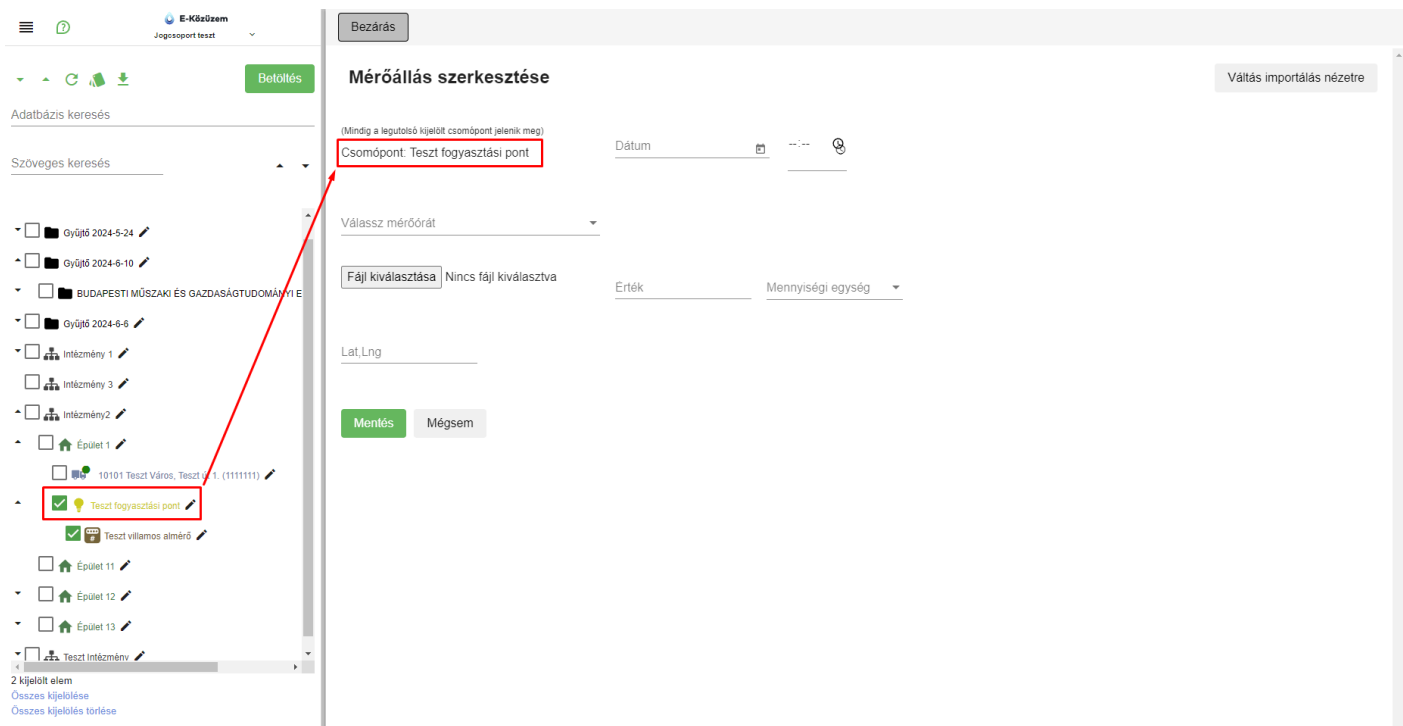 E-Közüzem
Jogcsoport teszt
Betöltés
Adatbázis keresés
Szöveges keresés
Gyűjtő 2024-5-24
Gyűjtő 2024-6-10
BUDAPESTI MŰSZAKI ÉS GAZDASÁGTUDOMÁNYI E
Gyűjtő 2024-6-6
Intézmény 1
Intézmény 3
Intézmény2
Épület 1
10101 Teszt Város, Teszt út 1. (1111111)
Teszt fogyasztási pont
Teszt villamos almérő
Épület 11
Épület 12
Épület 13
Teszt Intézmény
2 kijelölt elem
Összes kijelölése
Összes kijelölés törlése
Bezárás
Mérőállás szerkesztése
Váltás importálás nézetre
(Mindig a legutolsó kijelölt csomópont jelenik meg)
Csomópont: Teszt fogyasztási pont
Dátum
--:--
Válassz mérőórát
Fájl kiválasztása Nincs fájl kiválasztva
Érték
Mennyiségi egység
Lat,Lng
Mentés
Mégsem